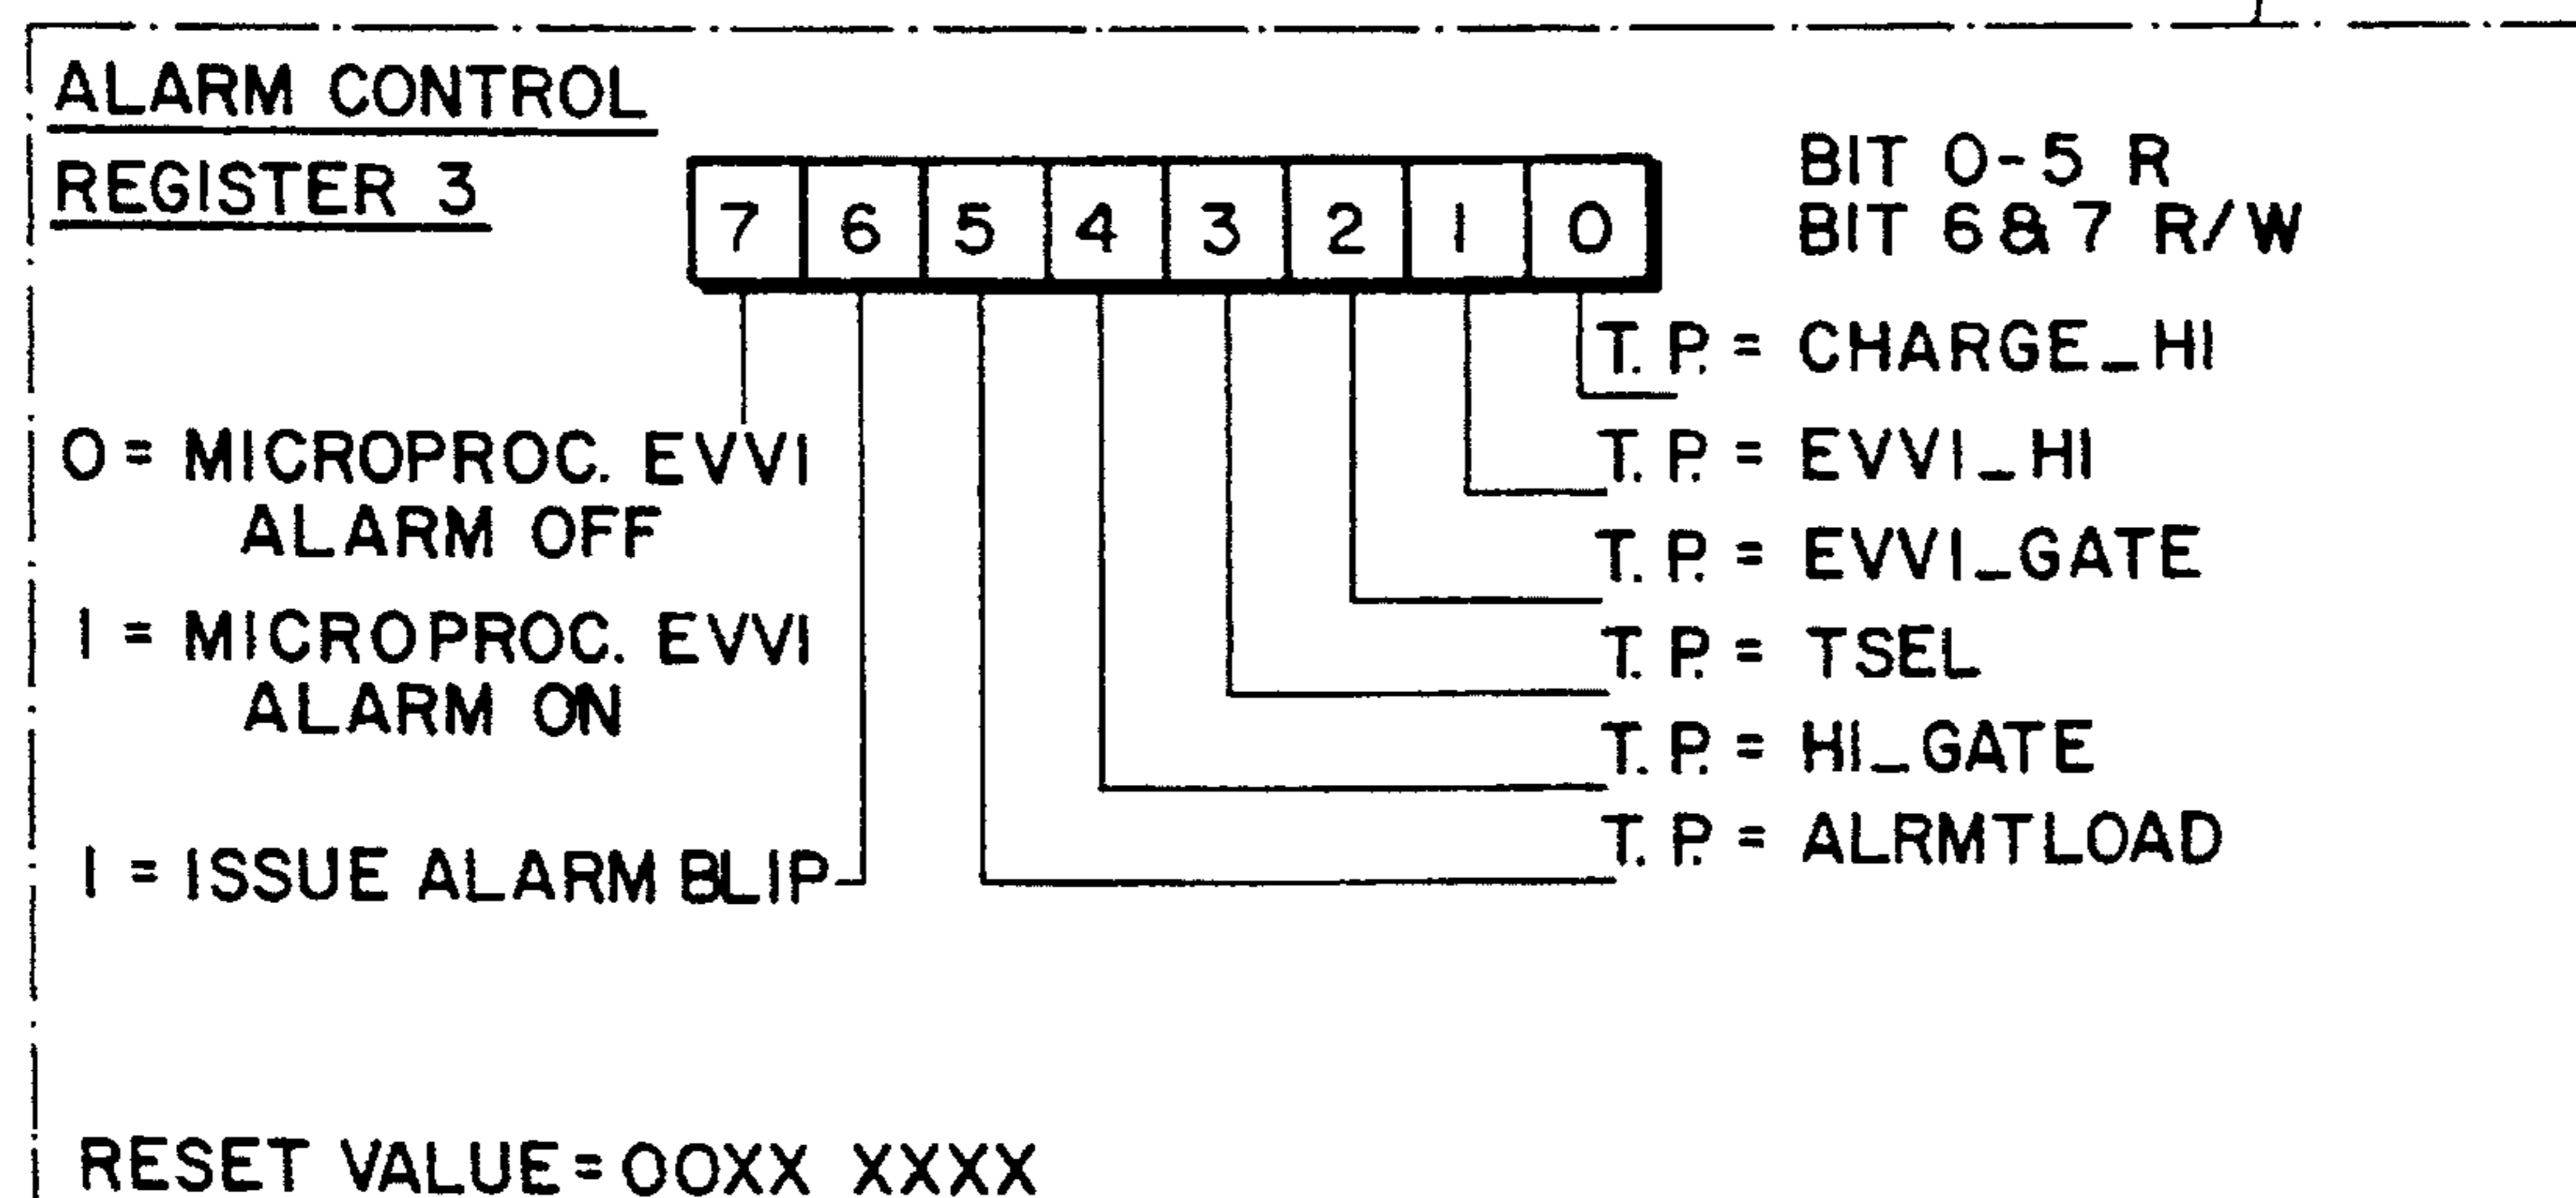 ALARM CONTROL
REGISTER 3
7 6 5 4 3 2 1 0
BIT 0-5 R
BIT 6&7 R/W
T.P. = CHARGE_HI
T.P. = EVVI_HI
T.P. = EVVI_GATE
T.P. = TSEL
T.P. = HI_GATE
T.P. = ALRMTLOAD
0 = MICROPROC. EVVI
ALARM OFF
1 = MICROPROC. EVVI
ALARM ON
1 = ISSUE ALARM BLIP
RESET VALUE=00XX XXXX